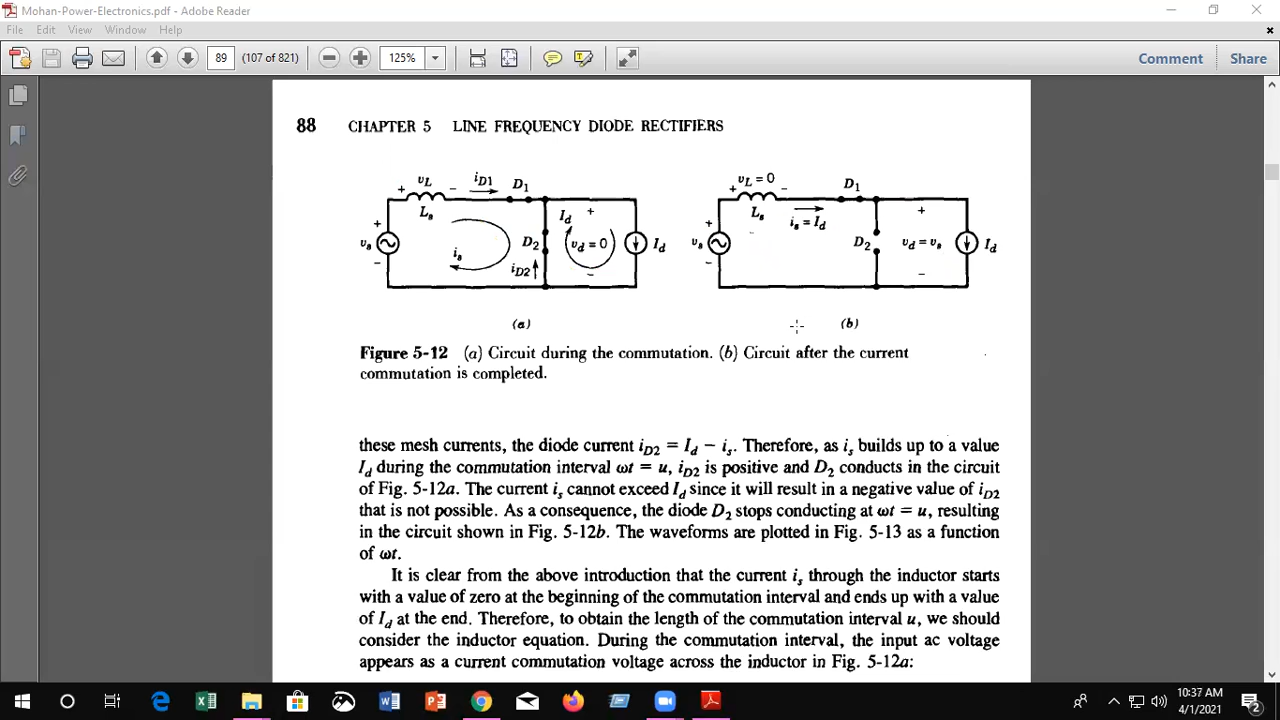 Mohan-Power-Electronics.pdf - Adobe Reader
File Edit View Window Help
89 (107 of 821) 125% Comment Share
88 CHAPTER 5 LINE FREQUENCY DIODE RECTIFIERS
+ vL - iD1 D1
Ls
+ vs - is D2 iD2 Id + vd = 0 - Id
(a)
+ vL = 0 - D1
Ls is = Id
+ vs - D2 + vd = vs - Id
(b)
Figure 5-12 (a) Circuit during the commutation. (b) Circuit after the current
commutation is completed.
these mesh currents, the diode current iD2 = Id − is. Therefore, as is builds up to a value
Id during the commutation interval ωt = u, iD2 is positive and D2 conducts in the circuit
of Fig. 5-12a. The current is cannot exceed Id since it will result in a negative value of iD2
that is not possible. As a consequence, the diode D2 stops conducting at ωt = u, resulting
in the circuit shown in Fig. 5-12b. The waveforms are plotted in Fig. 5-13 as a function
of ωt.
It is clear from the above introduction that the current is through the inductor starts
with a value of zero at the beginning of the commutation interval and ends up with a value
of Id at the end. Therefore, to obtain the length of the commutation interval u, we should
consider the inductor equation. During the commutation interval, the input ac voltage
appears as a current commutation voltage across the inductor in Fig. 5-12a:
10:37 AM
4/1/2021
2